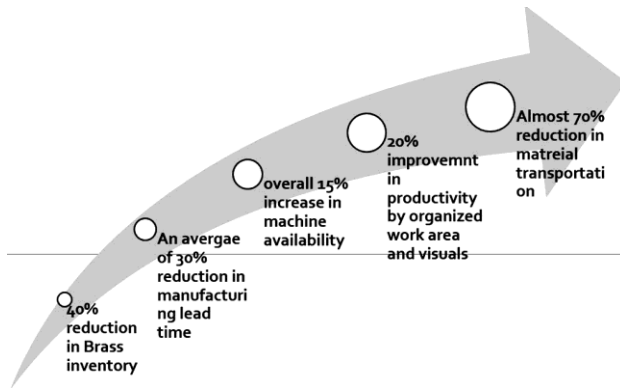 40%
reduction
in Brass
inventory
An avergae
of 30%
reduction in
manufacturi
ng lead
time
overall 15%
increase in
machine
availability
20%
improvemnt
in
productivity
by organized
work area
and visuals
Almost 70%
reduction in
matreial
transportati
on